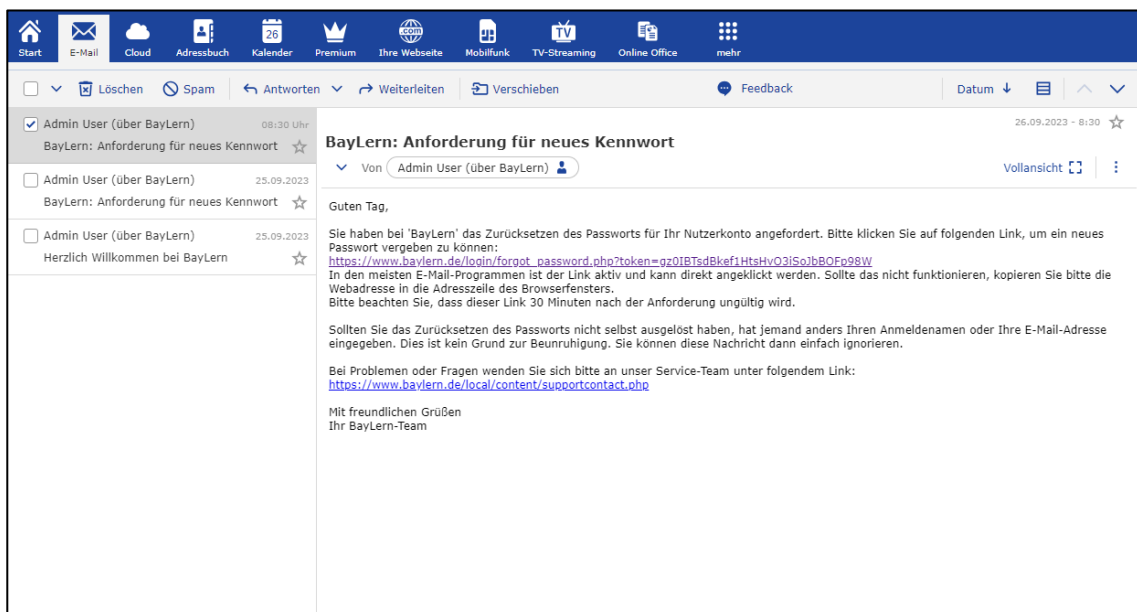 Start
E-Mail
Cloud
Adressbuch
26
Kalender
Premium
.com
Ihre Webseite
Mobilfunk
TV
TV-Streaming
Online Office
mehr
Löschen
Spam
Antworten
Weiterleiten
Verschieben
Feedback
Datum
Admin User (über BayLern) 08:30 Uhr
BayLern: Anforderung für neues Kennwort
Admin User (über BayLern) 25.09.2023
BayLern: Anforderung für neues Kennwort
Admin User (über BayLern) 25.09.2023
Herzlich Willkommen bei BayLern
26.09.2023 - 8:30
BayLern: Anforderung für neues Kennwort
Von Admin User (über BayLern)
Vollansicht
Guten Tag,
Sie haben bei 'BayLern' das Zurücksetzen des Passworts für Ihr Nutzerkonto angefordert. Bitte klicken Sie auf folgenden Link, um ein neues
Passwort vergeben zu können:
https://www.baylern.de/login/forgot_password.php?token=gz0IBTsdBkef1HtsHvO3iSoJbBOFp98W
In den meisten E-Mail-Programmen ist der Link aktiv und kann direkt angeklickt werden. Sollte das nicht funktionieren, kopieren Sie bitte die
Webadresse in die Adresszeile des Browserfensters.
Bitte beachten Sie, dass dieser Link 30 Minuten nach der Anforderung ungültig wird.
Sollten Sie das Zurücksetzen des Passworts nicht selbst ausgelöst haben, hat jemand anders Ihren Anmeldenamen oder Ihre E-Mail-Adresse
eingegeben. Dies ist kein Grund zur Beunruhigung. Sie können diese Nachricht dann einfach ignorieren.
Bei Problemen oder Fragen wenden Sie sich bitte an unser Service-Team unter folgendem Link:
https://www.baylern.de/local/content/supportcontact.php
Mit freundlichen Grüßen
Ihr BayLern-Team